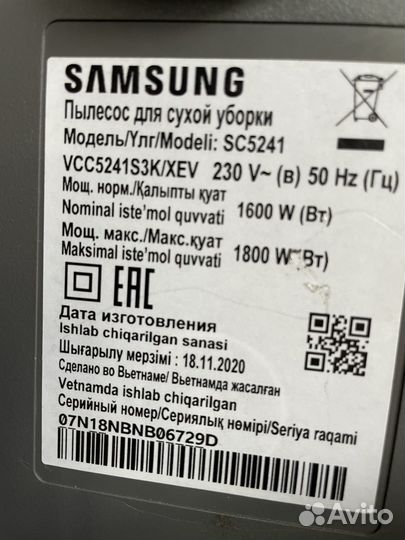 SAMSUNG
Пылесос для сухой уборки
Модель/Үлг/Modeli: SC5241
VCC5241S3K/XEV 230 V~ (в) 50 Hz (Гц)
Мощ. норм./Қалыпты қуат
Nominal iste'mol quvvati 1600 W (Вт)
Мощ. макс./Макс.қуат
Maksimal iste'mol quvvati 1800 W (Вт)
EAC
Дата изготовления
Ishlab chiqarilgan sanasi
Шығарылу мерзімі : 18.11.2020
Сделано во Вьетнаме/ Вьетнамда жасалған
Vetnamda ishlab chiqarilgan
Серийный номер/Сериялық немірі/Seriya raqami
07N18NBNB06729D
Avito